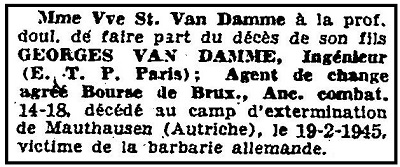 Mme Vve St. Van Damme à la prof.
doul. de faire part du décès de son fils
GEORGES VAN DAMME, Ingénieur
(E. T. P. Paris); Agent de change
agréé Bourse de Brux., Anc. combat.
14-18, décédé au camp d'extermination
de Mauthausen (Autriche), le 19-2-1945,
victime de la barbarie allemande.